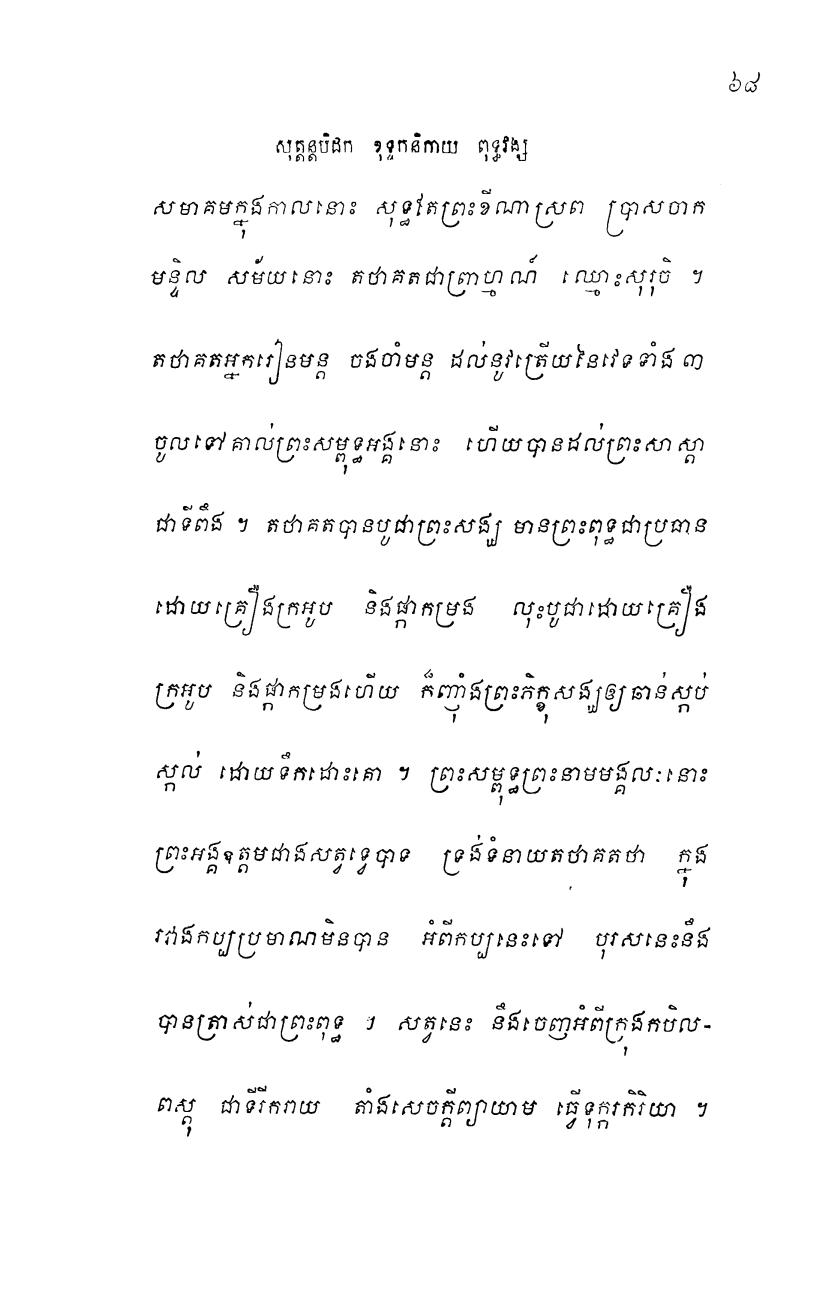 ៦៨
សុត្តន្តបិដក ខុទ្ទកនិកាយ ពុទ្ធវង្ស
សមាគមក្នុងកាលនោះ សុទ្ធតែព្រះខីណាស្រព ប្រាសចាក
មន្ទិល សម័យនោះ តថាគតជាព្រាហ្មណ៍ ឈ្មោះសុរុចិ ។
តថាគតអ្នករៀនមន្ត ចងចាំមន្ត ដល់នូវត្រើយនៃវេទទាំង ៣
ចូលទៅគាល់ព្រះសម្ពុទ្ធអង្គនោះ ហើយបានដល់ព្រះសាស្តា
ជាទីពឹង ។ តថាគតបានបូជាព្រះសង្ឃ មានព្រះពុទ្ធជាប្រធាន
ដោយគ្រឿងក្រអូប និងផ្កាកម្រង លុះបូជាដោយគ្រឿង
ក្រអូប និងផ្កាកម្រងហើយ ក៏ញ៉ាំងព្រះភិក្ខុសង្ឃឲ្យឆាន់ស្កប់
ស្កល់ ដោយទឹកដោះគោ ។ ព្រះសម្ពុទ្ធព្រះនាមមង្គលៈនោះ
ព្រះអង្គឧត្តមជាងសត្វទ្វេបាទ ទ្រង់ទំនាយតថាគតថា ក្នុង
រវាងកប្បប្រមាណមិនបាន អំពីកប្បនេះទៅ បុរសនេះនឹង
បានត្រាស់ជាព្រះពុទ្ធ ។ សត្វនេះ នឹងចេញអំពីក្រុងកបិល-
ពស្តុ ជាទីរីករាយ តាំងសេចក្តីព្យាយាម ធ្វើទុក្ករកិរិយា ។